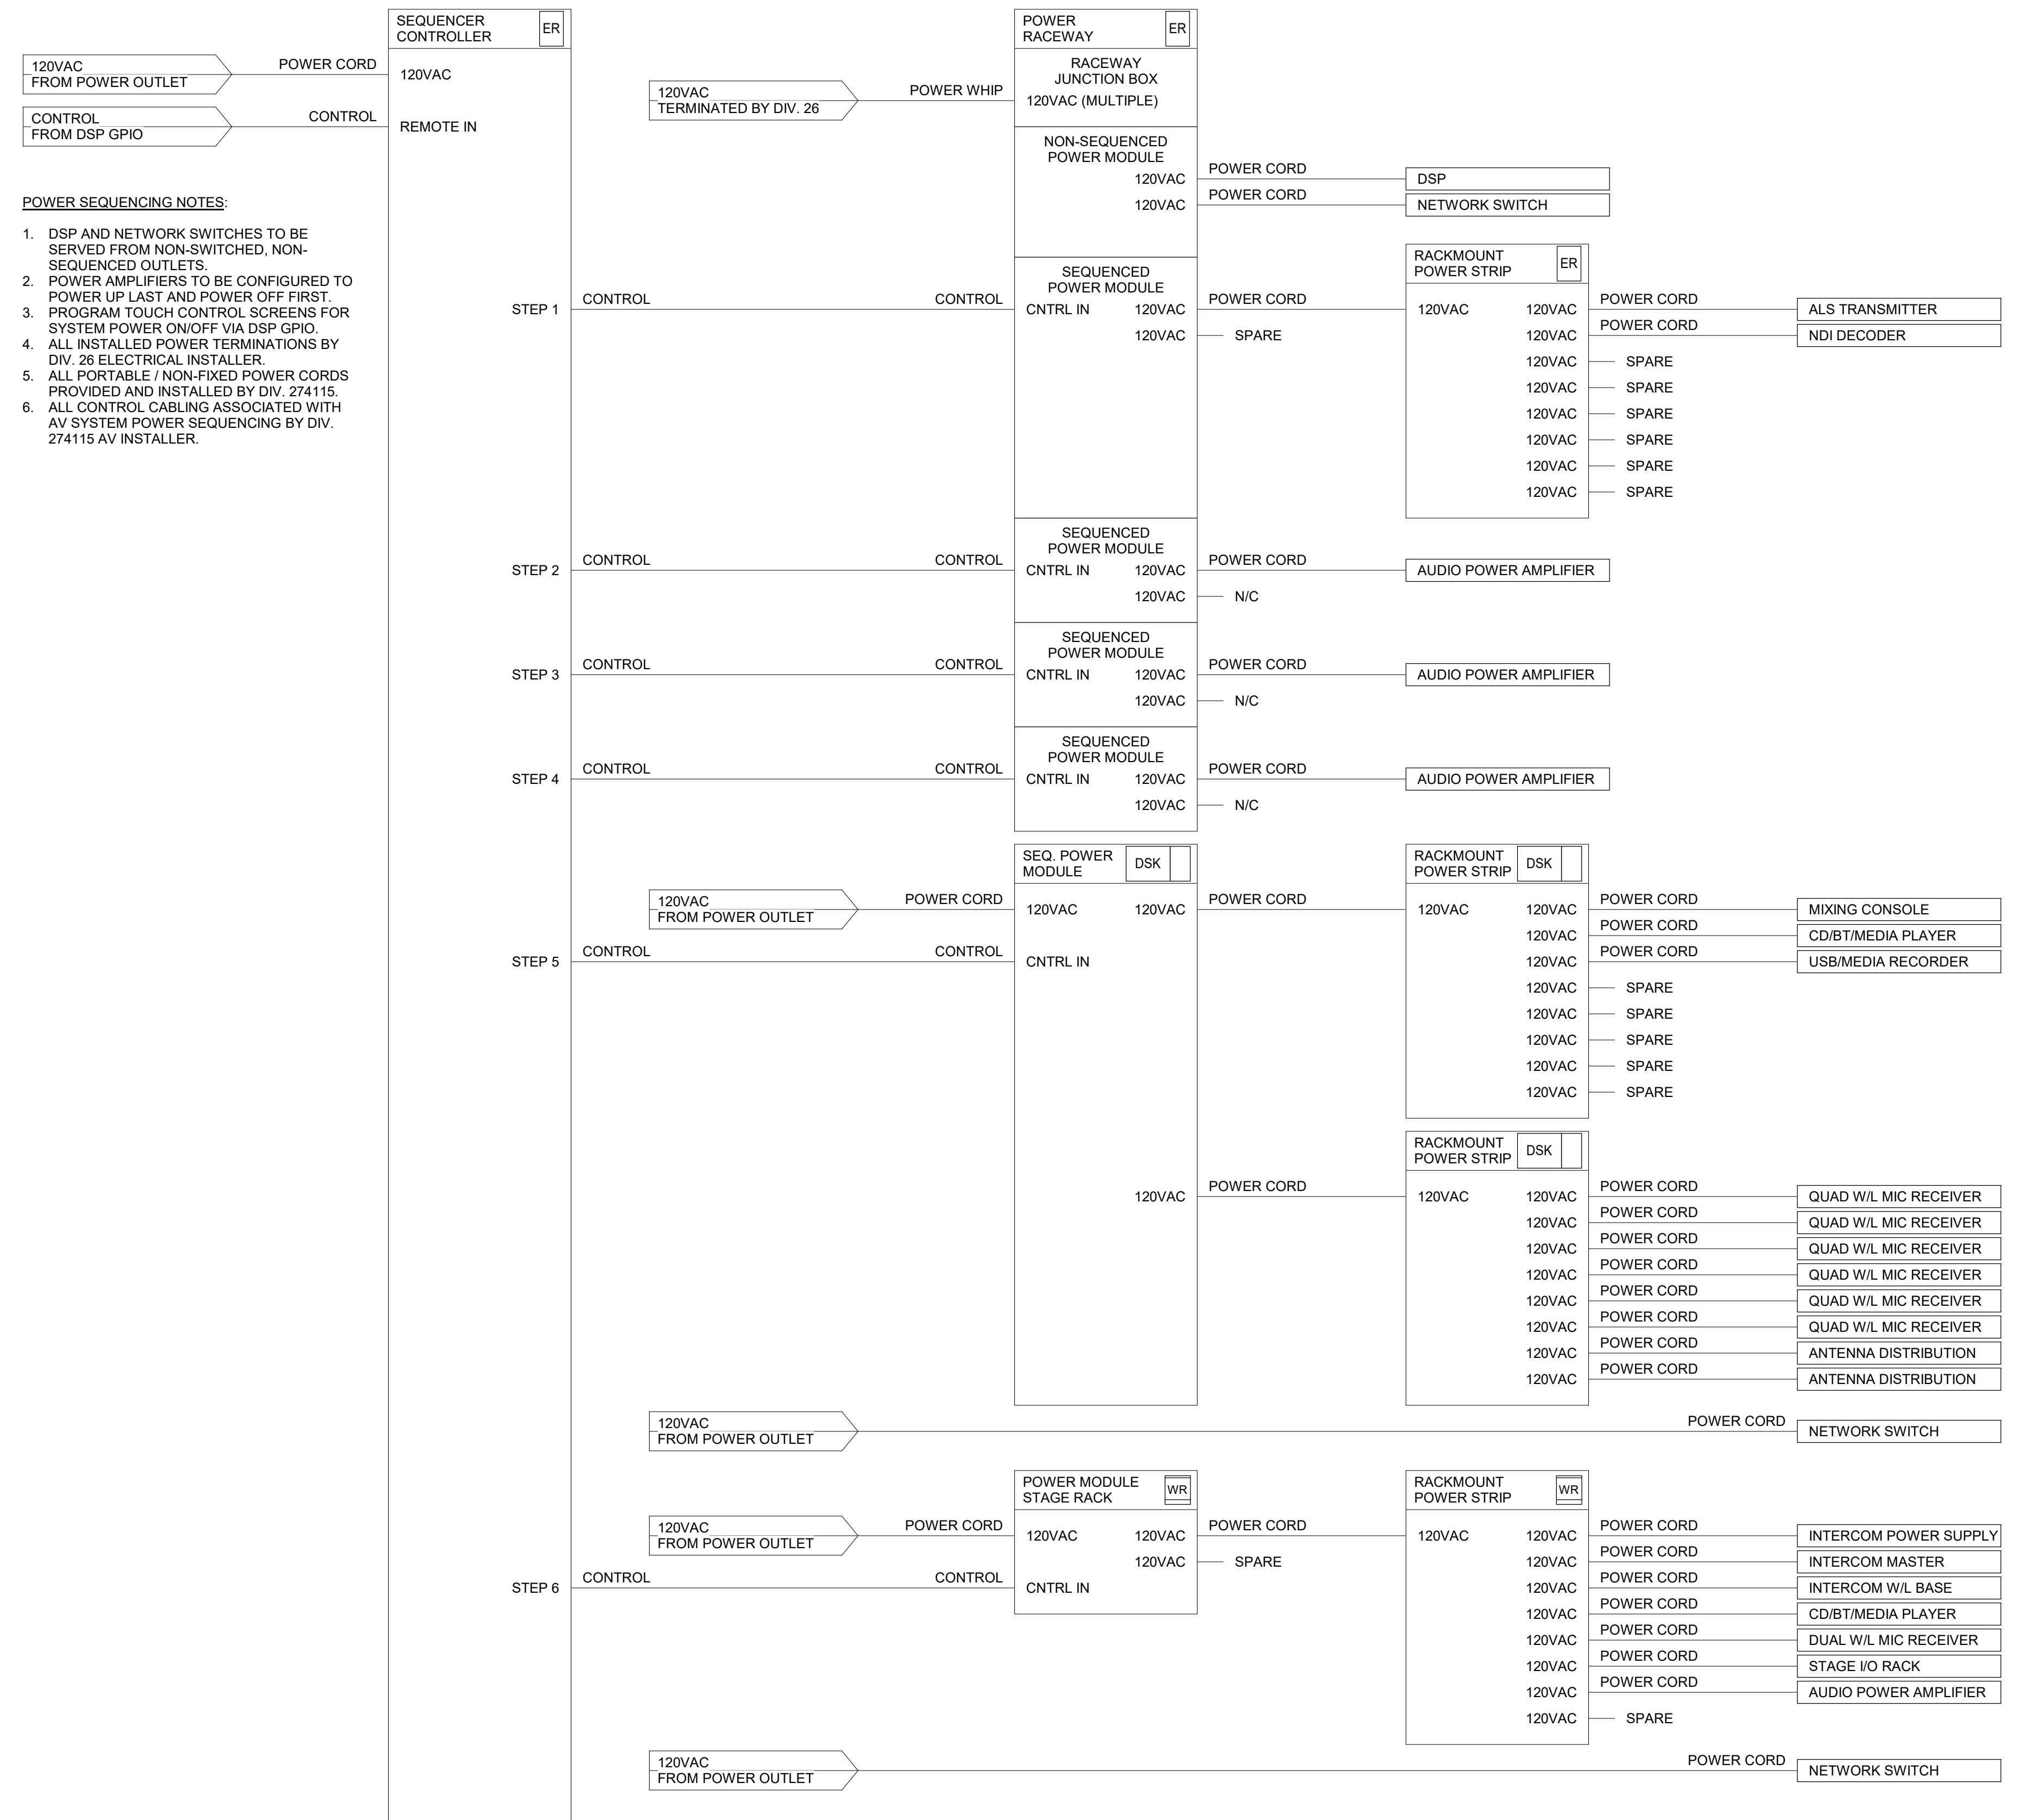 SEQUENCER
CONTROLLER
ER
120VAC
FROM POWER OUTLET
POWER CORD
120VAC
CONTROL
FROM DSP GPIO
CONTROL
REMOTE IN
POWER SEQUENCING NOTES:
1. DSP AND NETWORK SWITCHES TO BE
SERVED FROM NON-SWITCHED, NON-
SEQUENCED OUTLETS.
2. POWER AMPLIFIERS TO BE CONFIGURED TO
POWER UP LAST AND POWER OFF FIRST.
3. PROGRAM TOUCH CONTROL SCREENS FOR
SYSTEM POWER ON/OFF VIA DSP GPIO.
4. ALL INSTALLED POWER TERMINATIONS BY
DIV. 26 ELECTRICAL INSTALLER.
5. ALL PORTABLE / NON-FIXED POWER CORDS
PROVIDED AND INSTALLED BY DIV. 274115.
6. ALL CONTROL CABLING ASSOCIATED WITH
AV SYSTEM POWER SEQUENCING BY DIV.
274115 AV INSTALLER.
POWER
RACEWAY
ER
RACEWAY
JUNCTION BOX
120VAC
TERMINATED BY DIV. 26
POWER WHIP
120VAC (MULTIPLE)
NON-SEQUENCED
POWER MODULE
120VAC
POWER CORD
DSP
120VAC
POWER CORD
NETWORK SWITCH
SEQUENCED
POWER MODULE
STEP 1
CONTROL
CONTROL
CNTRL IN
120VAC
POWER CORD
120VAC
SPARE
RACKMOUNT
POWER STRIP
ER
120VAC
120VAC
POWER CORD
ALS TRANSMITTER
120VAC
POWER CORD
NDI DECODER
120VAC
SPARE
120VAC
SPARE
120VAC
SPARE
120VAC
SPARE
120VAC
SPARE
120VAC
SPARE
SEQUENCED
POWER MODULE
STEP 2
CONTROL
CONTROL
CNTRL IN
120VAC
POWER CORD
AUDIO POWER AMPLIFIER
120VAC
N/C
SEQUENCED
POWER MODULE
STEP 3
CONTROL
CONTROL
CNTRL IN
120VAC
POWER CORD
AUDIO POWER AMPLIFIER
120VAC
N/C
SEQUENCED
POWER MODULE
STEP 4
CONTROL
CONTROL
CNTRL IN
120VAC
POWER CORD
AUDIO POWER AMPLIFIER
120VAC
N/C
SEQ. POWER
MODULE
DSK
120VAC
FROM POWER OUTLET
POWER CORD
120VAC
120VAC
POWER CORD
STEP 5
CONTROL
CONTROL
CNTRL IN
RACKMOUNT
POWER STRIP
DSK
120VAC
120VAC
POWER CORD
MIXING CONSOLE
120VAC
POWER CORD
CD/BT/MEDIA PLAYER
120VAC
POWER CORD
USB/MEDIA RECORDER
120VAC
SPARE
120VAC
SPARE
120VAC
SPARE
120VAC
SPARE
120VAC
SPARE
120VAC
POWER CORD
RACKMOUNT
POWER STRIP
DSK
120VAC
120VAC
POWER CORD
QUAD W/L MIC RECEIVER
120VAC
POWER CORD
QUAD W/L MIC RECEIVER
120VAC
POWER CORD
QUAD W/L MIC RECEIVER
120VAC
POWER CORD
QUAD W/L MIC RECEIVER
120VAC
POWER CORD
QUAD W/L MIC RECEIVER
120VAC
POWER CORD
QUAD W/L MIC RECEIVER
120VAC
POWER CORD
ANTENNA DISTRIBUTION
120VAC
POWER CORD
ANTENNA DISTRIBUTION
120VAC
FROM POWER OUTLET
POWER CORD
NETWORK SWITCH
POWER MODULE
STAGE RACK
WR
120VAC
FROM POWER OUTLET
POWER CORD
120VAC
120VAC
POWER CORD
120VAC
SPARE
STEP 6
CONTROL
CONTROL
CNTRL IN
RACKMOUNT
POWER STRIP
WR
120VAC
120VAC
POWER CORD
INTERCOM POWER SUPPLY
120VAC
POWER CORD
INTERCOM MASTER
120VAC
POWER CORD
INTERCOM W/L BASE
120VAC
POWER CORD
CD/BT/MEDIA PLAYER
120VAC
POWER CORD
DUAL W/L MIC RECEIVER
120VAC
POWER CORD
STAGE I/O RACK
120VAC
POWER CORD
AUDIO POWER AMPLIFIER
120VAC
SPARE
120VAC
FROM POWER OUTLET
POWER CORD
NETWORK SWITCH